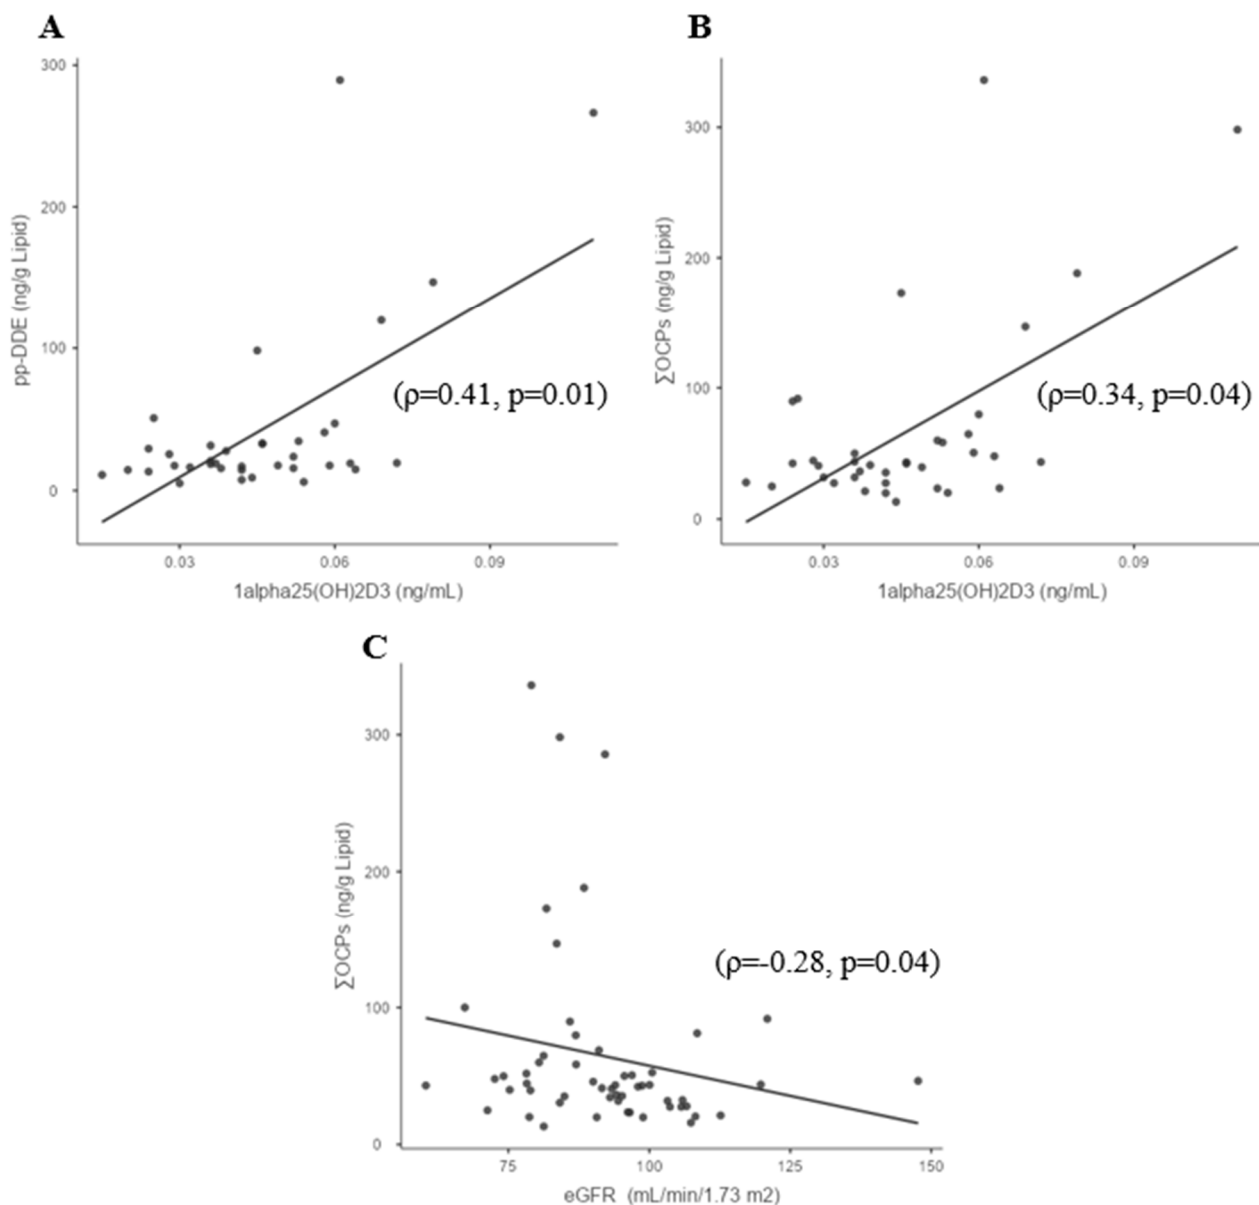 A
300
200
100
0
pp-DDE (ng/g Lipid)
(ρ=0.41, p=0.01)
0.03
0.06
0.09
1alpha25(OH)2D3 (ng/mL)
B
300
200
100
0
∑OCPs (ng/g Lipid)
(ρ=0.34, p=0.04)
0.03
0.06
0.09
1alpha25(OH)2D3 (ng/mL)
C
300
200
100
0
∑OCPs (ng/g Lipid)
(ρ=-0.28, p=0.04)
75
100
125
150
eGFR (mL/min/1.73 m2)